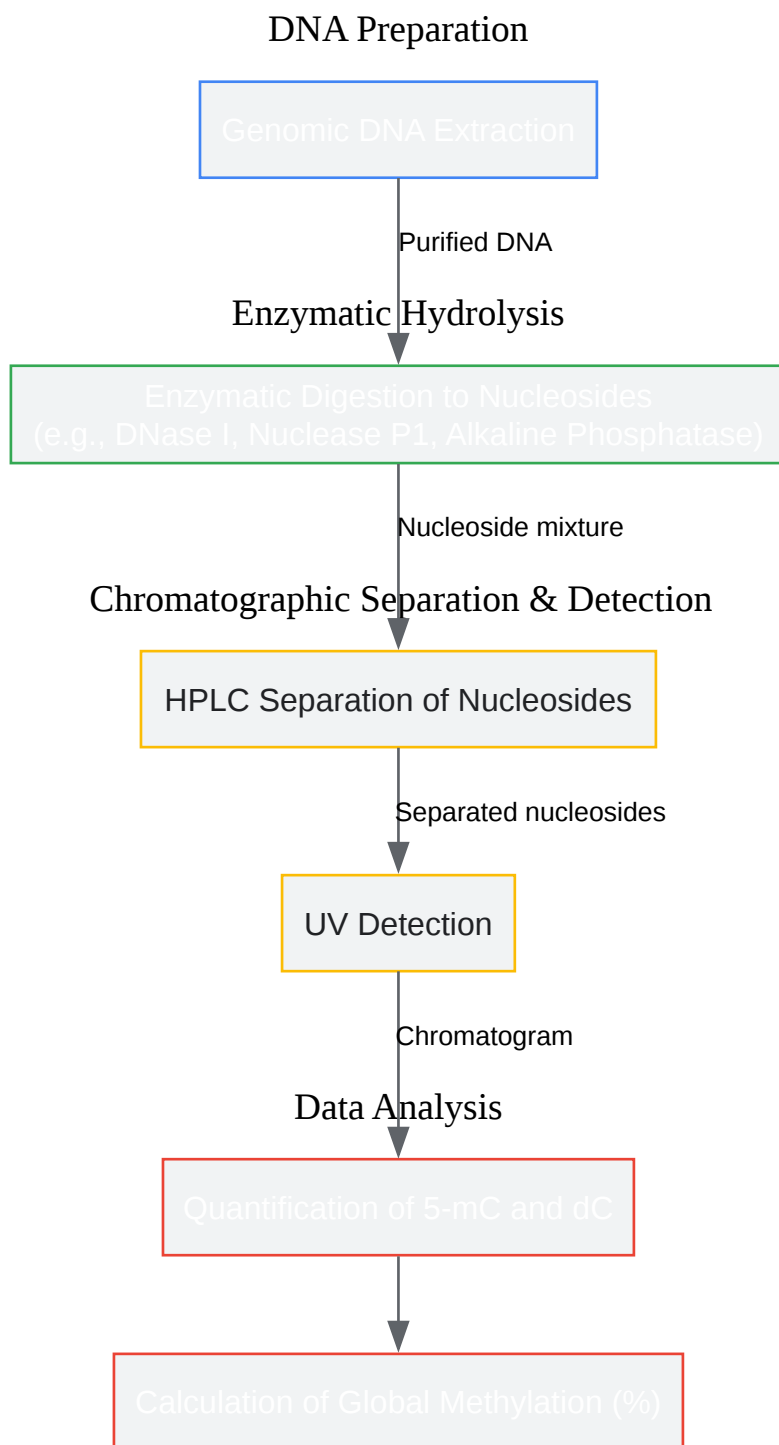 DNA Preparation
Genomic DNA Extraction
Purified DNA
Enzymatic Hydrolysis
Enzymatic Digestion to Nucleosides
(e.g., DNase I, Nuclease P1, Alkaline Phosphatase)
Nucleoside mixture
Chromatographic Separation & Detection
HPLC Separation of Nucleosides
Separated nucleosides
UV Detection
Chromatogram
Data Analysis
Quantification of 5-mC and dC
Calculation of Global Methylation (%)